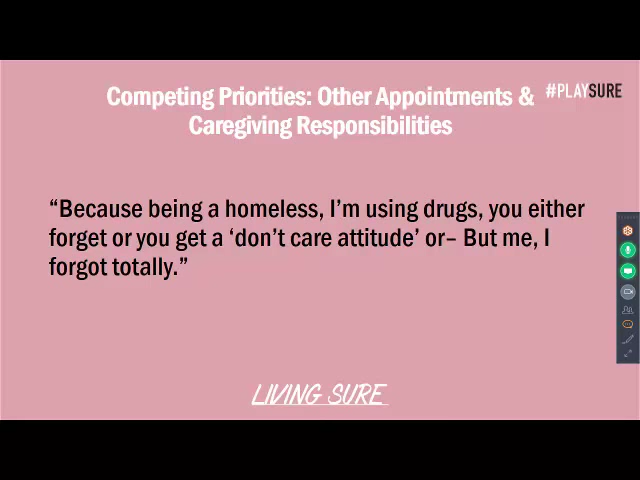 Competing Priorities: Other Appointments &
Caregiving Responsibilities
#PLAYSURE
“Because being a homeless, I’m using drugs, you either
forget or you get a ‘don’t care attitude’ or– But me, I
forgot totally.”
LIVING SURE